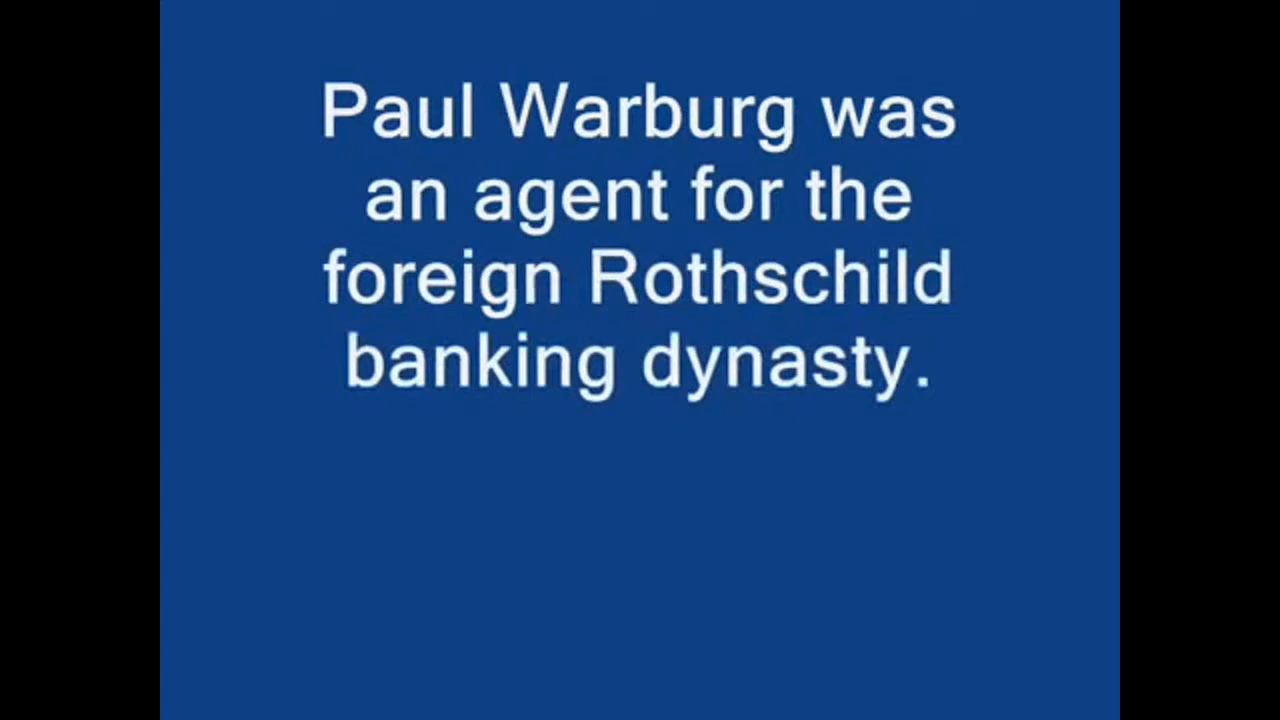 Paul Warburg was
an agent for the
foreign Rothschild
banking dynasty.